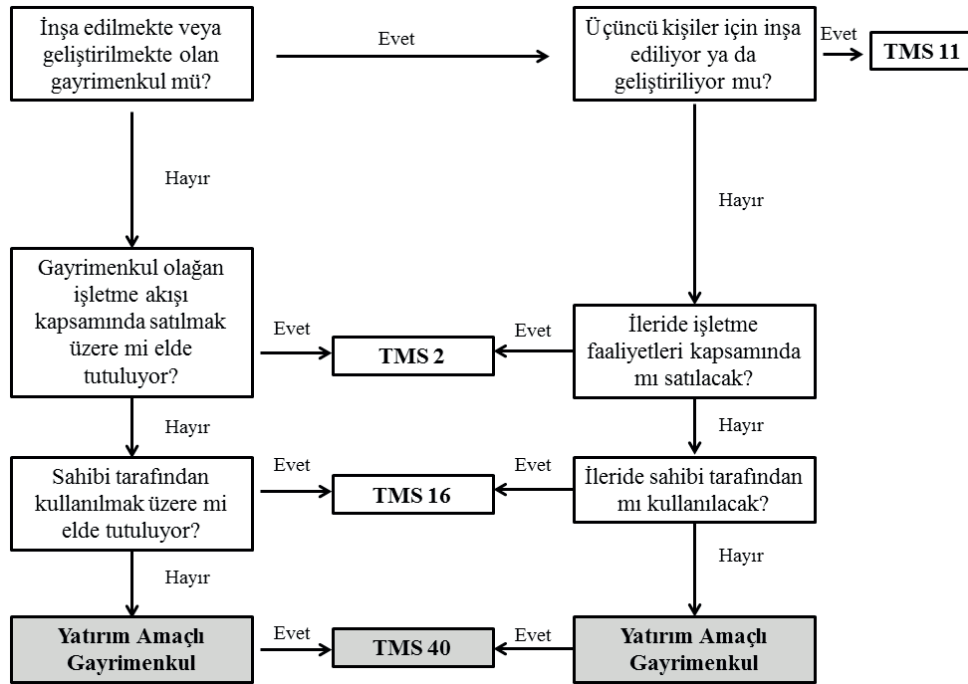 İnşa edilmekte veya
geliştirilmekte olan
gayrimenkul mü?
Evet
Üçüncü kişiler için inşa
ediliyor ya da
geliştiriliyor mu?
Evet
TMS 11
Hayır
Hayır
Gayrimenkul olağan
işletme akışı
kapsamında satılmak
üzere mi elde
tutuluyor?
Evet
TMS 2
Evet
İleride işletme
faaliyetleri kapsamında
mı satılacak?
Hayır
Hayır
Sahibi tarafından
kullanılmak üzere mi
elde tutuluyor?
Evet
TMS 16
Evet
İleride sahibi tarafından
mı kullanılacak?
Hayır
Hayır
Yatırım Amaçlı
Gayrimenkul
Evet
TMS 40
Evet
Yatırım Amaçlı
Gayrimenkul